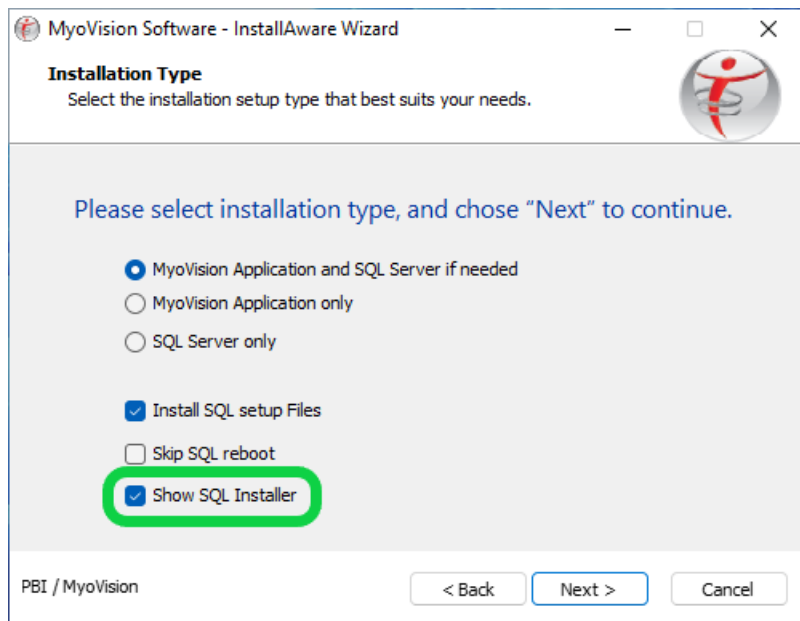 MyoVision Software - InstallAware Wizard
Installation Type
Select the installation setup type that best suits your needs.
Please select installation type, and chose “Next” to continue.
MyoVision Application and SQL Server if needed
MyoVision Application only
SQL Server only
Install SQL setup Files
Skip SQL reboot
Show SQL Installer
PBI / MyoVision
< Back
Next >
Cancel